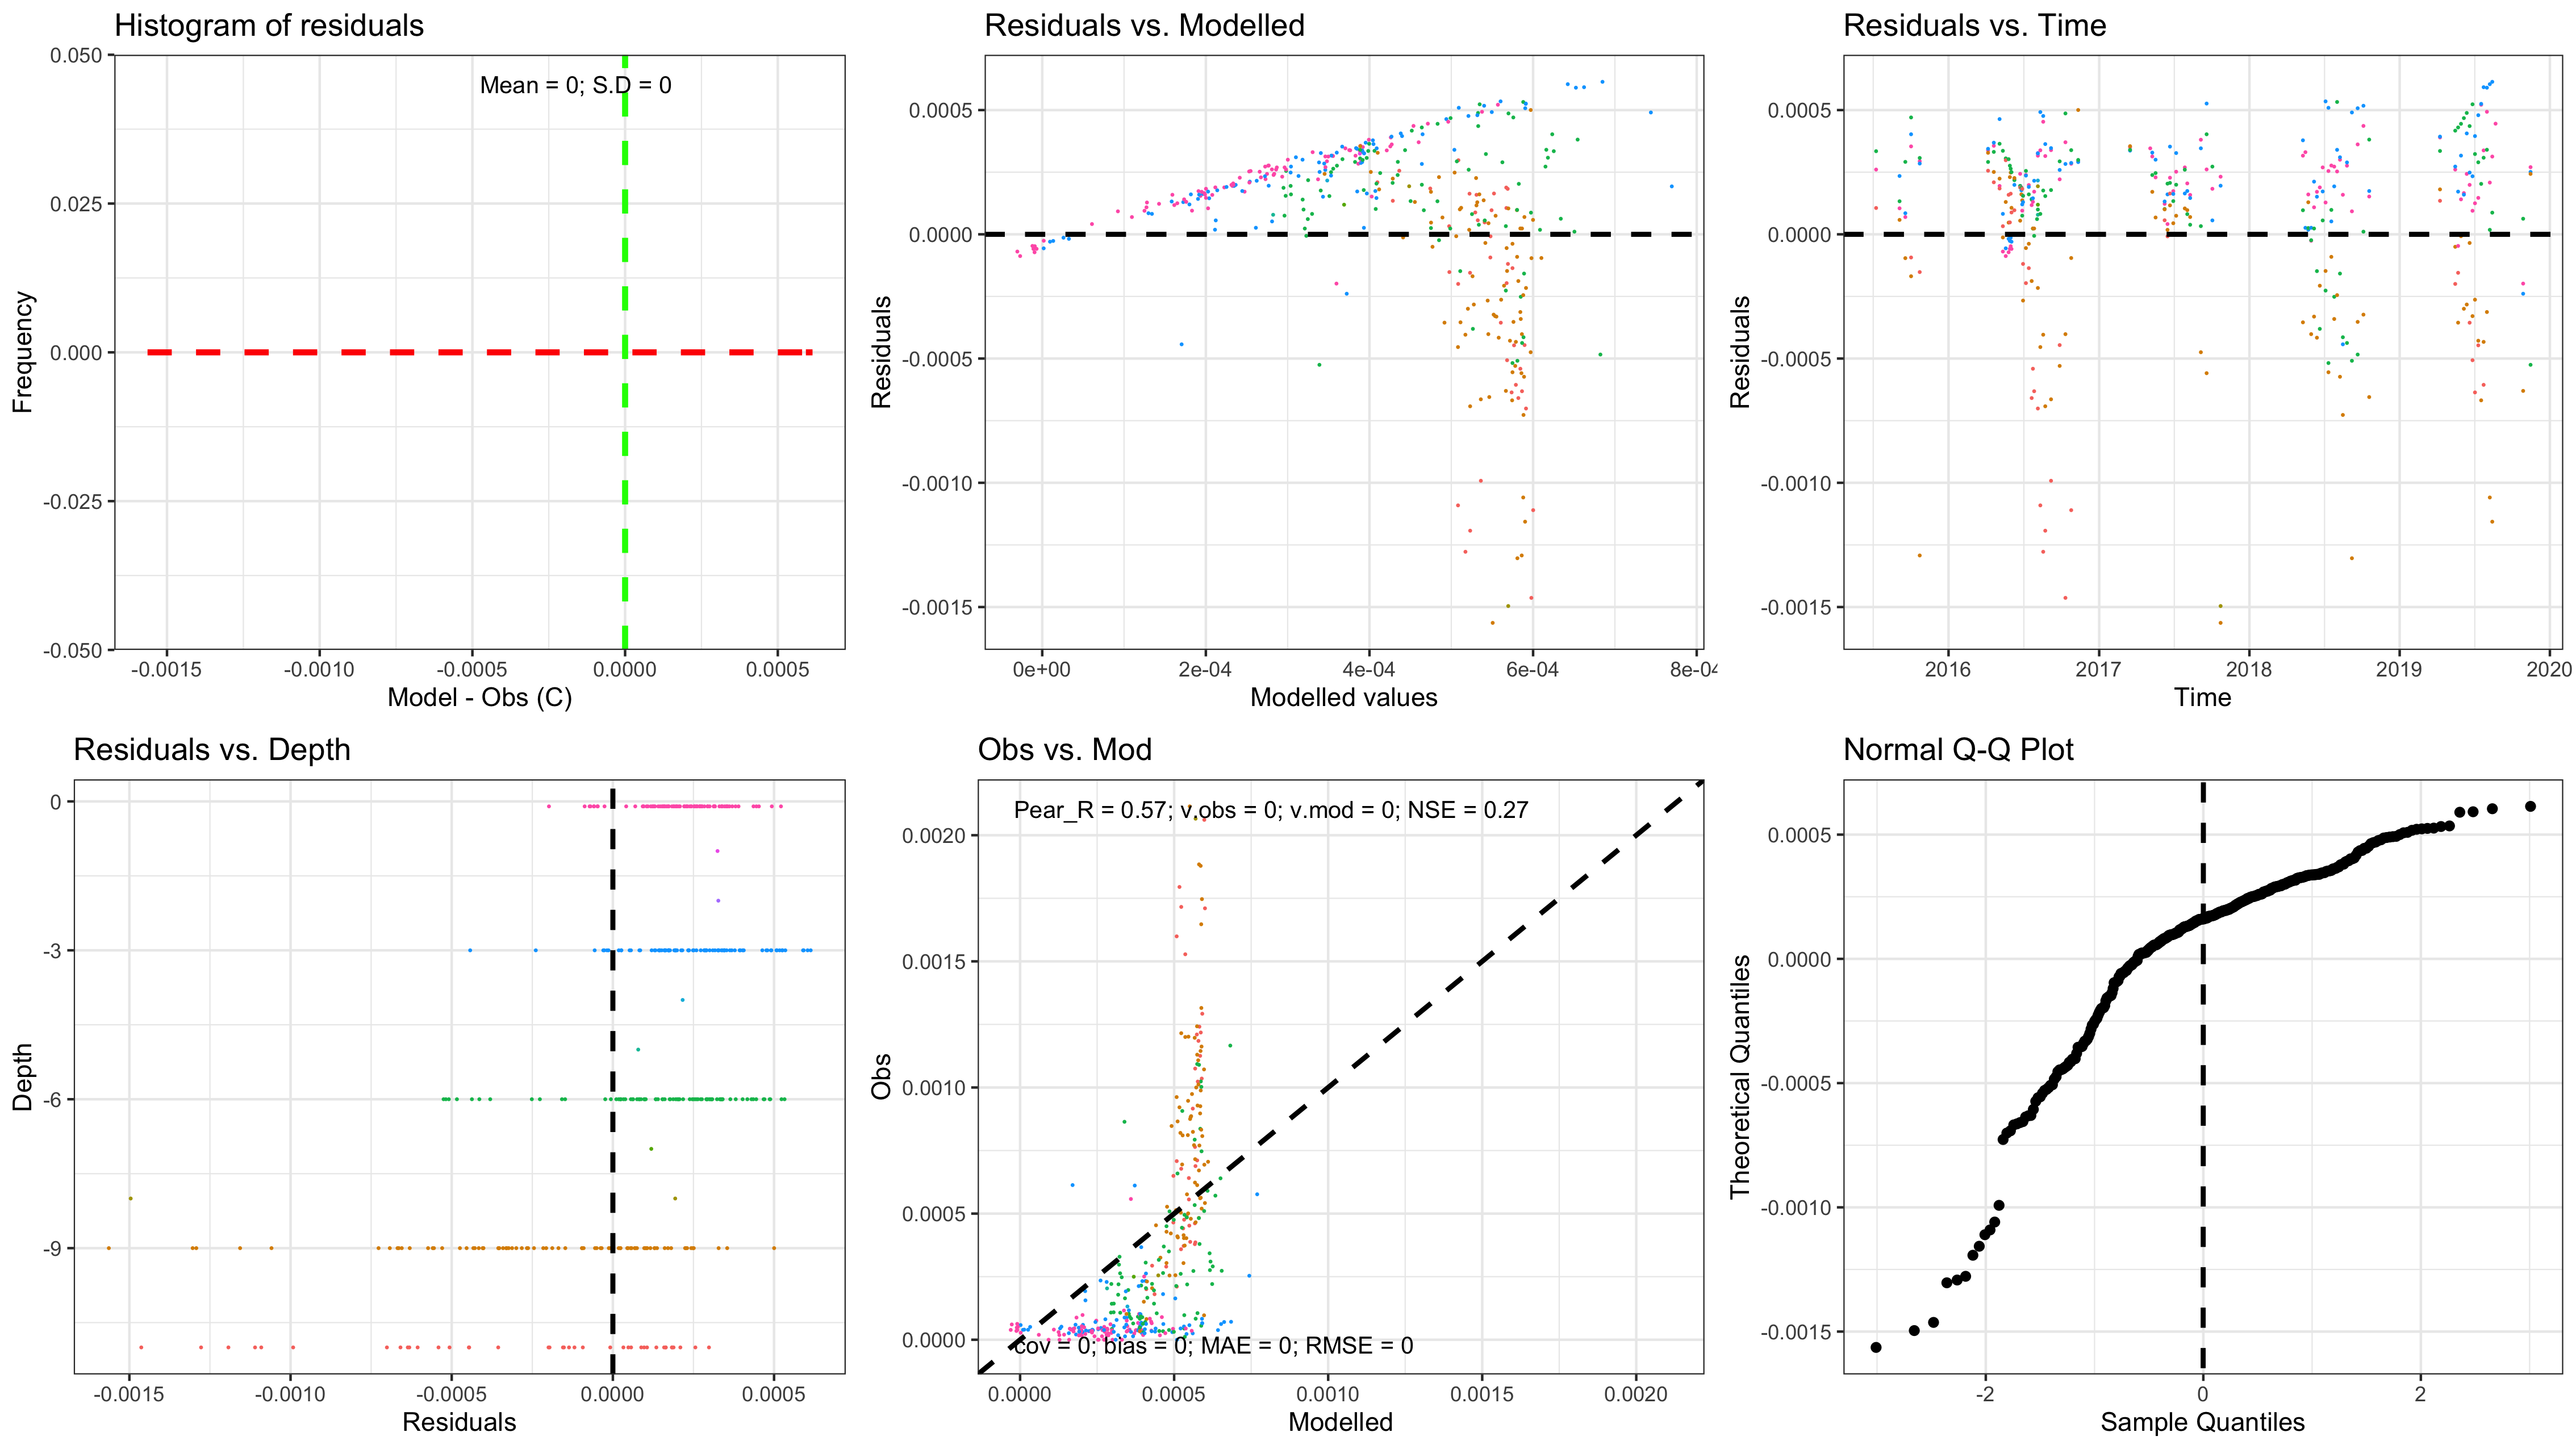 Histogram of residuals
0.050
0.025
0.000
-0.025
-0.050
Frequency
Mean = 0; S.D = 0
-0.0015 -0.0010 -0.0005 0.0000 0.0005
Model - Obs (C)
Residuals vs. Modelled
0.0005
0.0000
-0.0005
-0.0010
-0.0015
Residuals
0e+00 2e-04 4e-04 6e-04 8e-04
Modelled values
Residuals vs. Time
0.0005
0.0000
-0.0005
-0.0010
-0.0015
Residuals
2016 2017 2018 2019 2020
Time
Residuals vs. Depth
0
-3
-6
-9
Depth
-0.0015 -0.0010 -0.0005 0.0000 0.0005
Residuals
Obs vs. Mod
Pear_R = 0.57; v.obs = 0; v.mod = 0; NSE = 0.27
0.0020
0.0015
0.0010
0.0005
0.0000
Obs
cov = 0; bias = 0; MAE = 0; RMSE = 0
0.0000 0.0005 0.0010 0.0015 0.0020
Modelled
Normal Q-Q Plot
0.0005
0.0000
-0.0005
-0.0010
-0.0015
Theoretical Quantiles
-2 0 2
Sample Quantiles